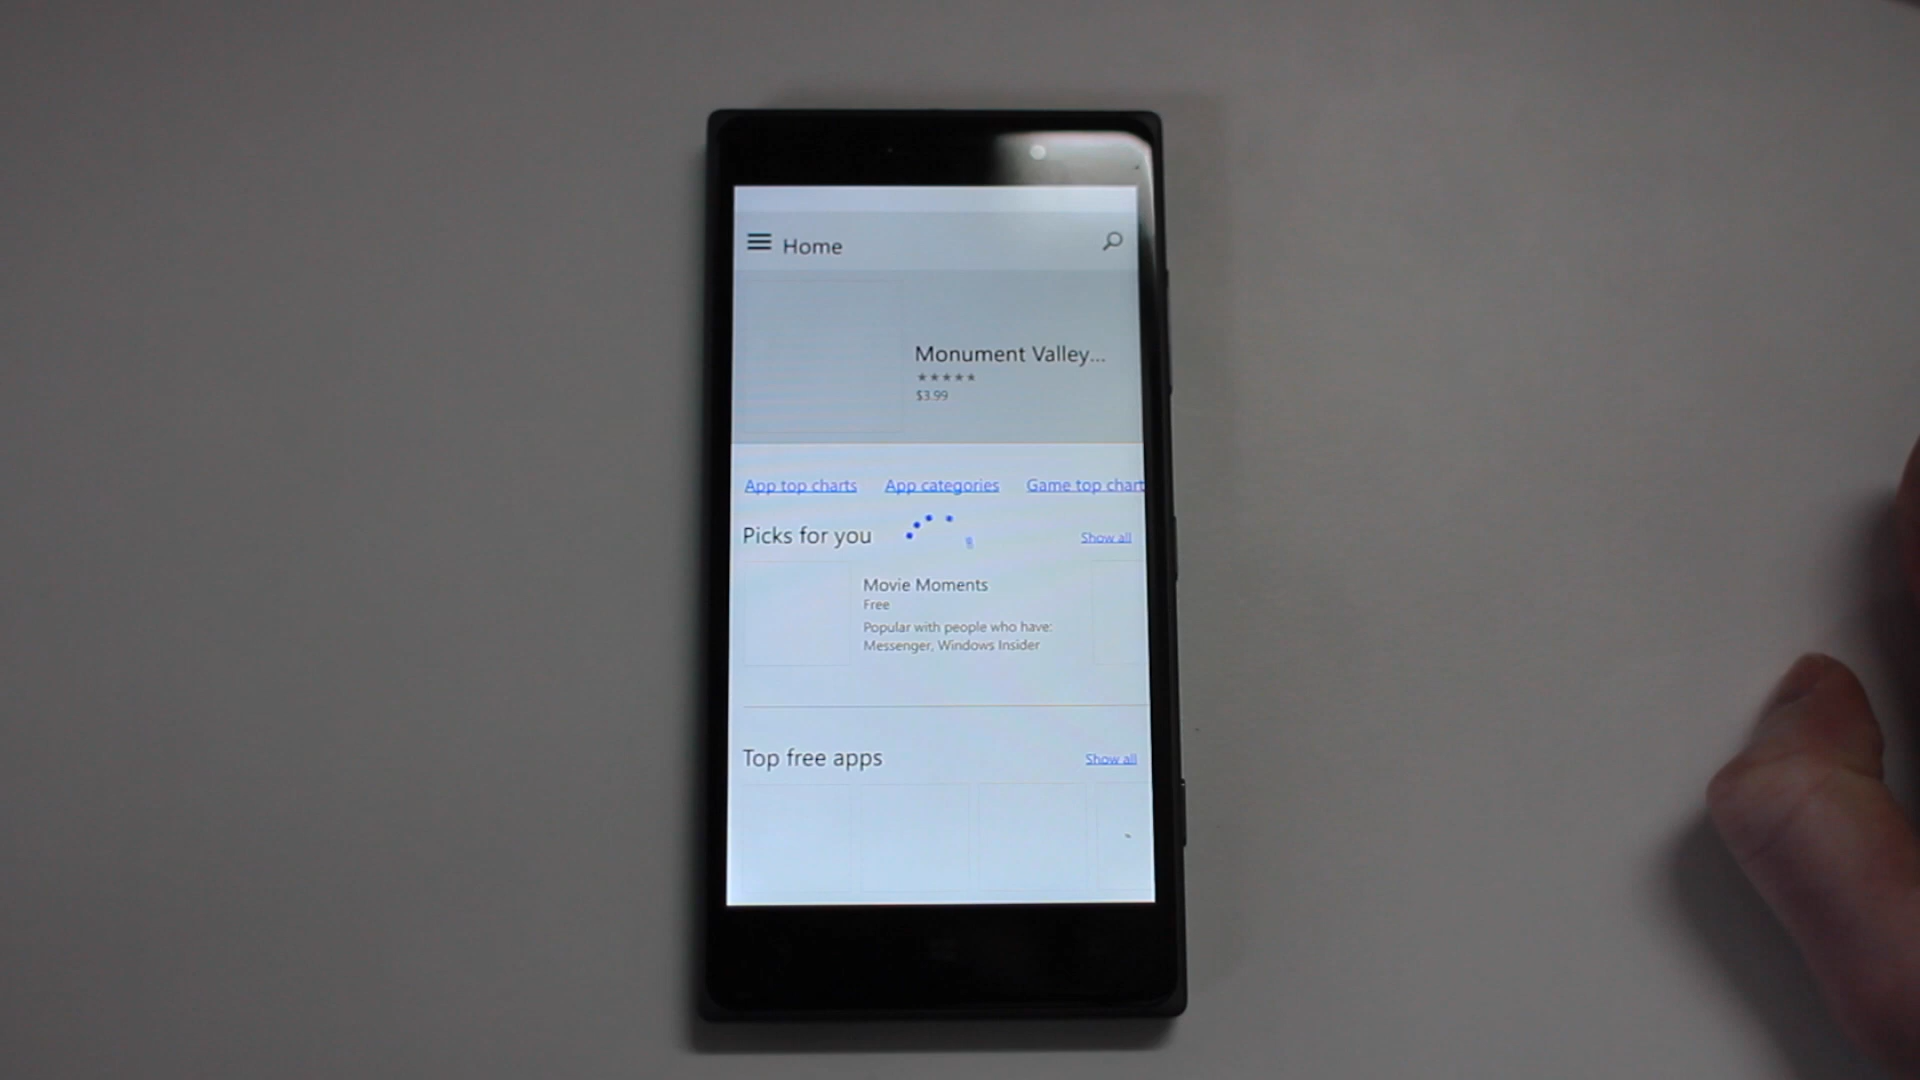 Home
Monument Valley...
$3.99
App top charts App categories Game top chart
Picks for you Show all
Movie Moments
Free
Popular with people who have:
Messenger, Windows Insider
Top free apps Show all